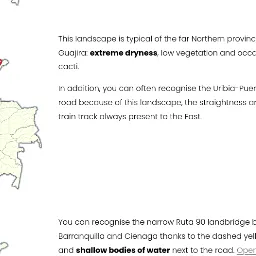 This landscape is typical of the far Northern provinc
Guajira: extreme dryness, low vegetation and occa
cacti.
In addition, you can often recognise the Uribia-Puer
road because of this landscape, the straightness ar
train track always present to the East.
You can recognise the narrow Ruta 90 landbridge b
Barranquilla and Cienaga thanks to the dashed yell
and shallow bodies of water next to the road. Open